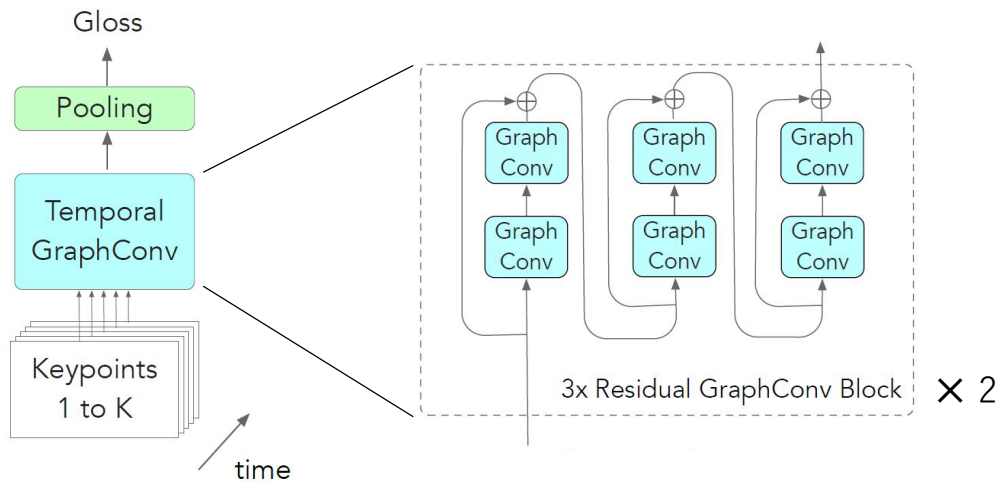 Gloss
Pooling
Temporal
GraphConv
Keypoints
1 to K
time
Graph
Conv
Graph
Conv
Graph
Conv
Graph
Conv
Graph
Conv
Graph
Conv
3x Residual GraphConv Block
× 2